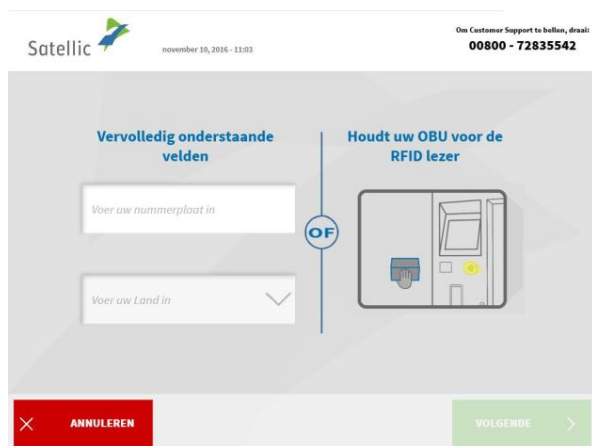 Satellic
november 10, 2016 - 11:03
Om Customer Support te bellen, draai:
00800 - 72835542
Vervolledig onderstaande
velden
Voer uw nummerplaat in
Voer uw Land in
OF
Houdt uw OBU voor de
RFID lezer
ANNULEREN
VOLGENDE